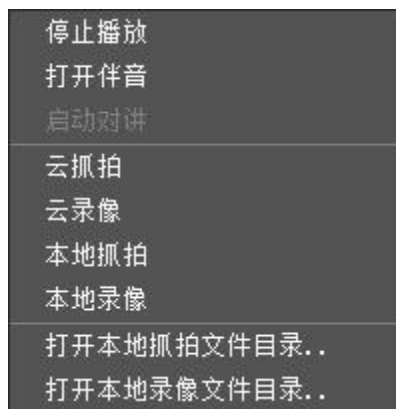 停止播放
打开伴音
启动对讲
云抓拍
云录像
本地抓拍
本地录像
打开本地抓拍文件目录..
打开本地录像文件目录..